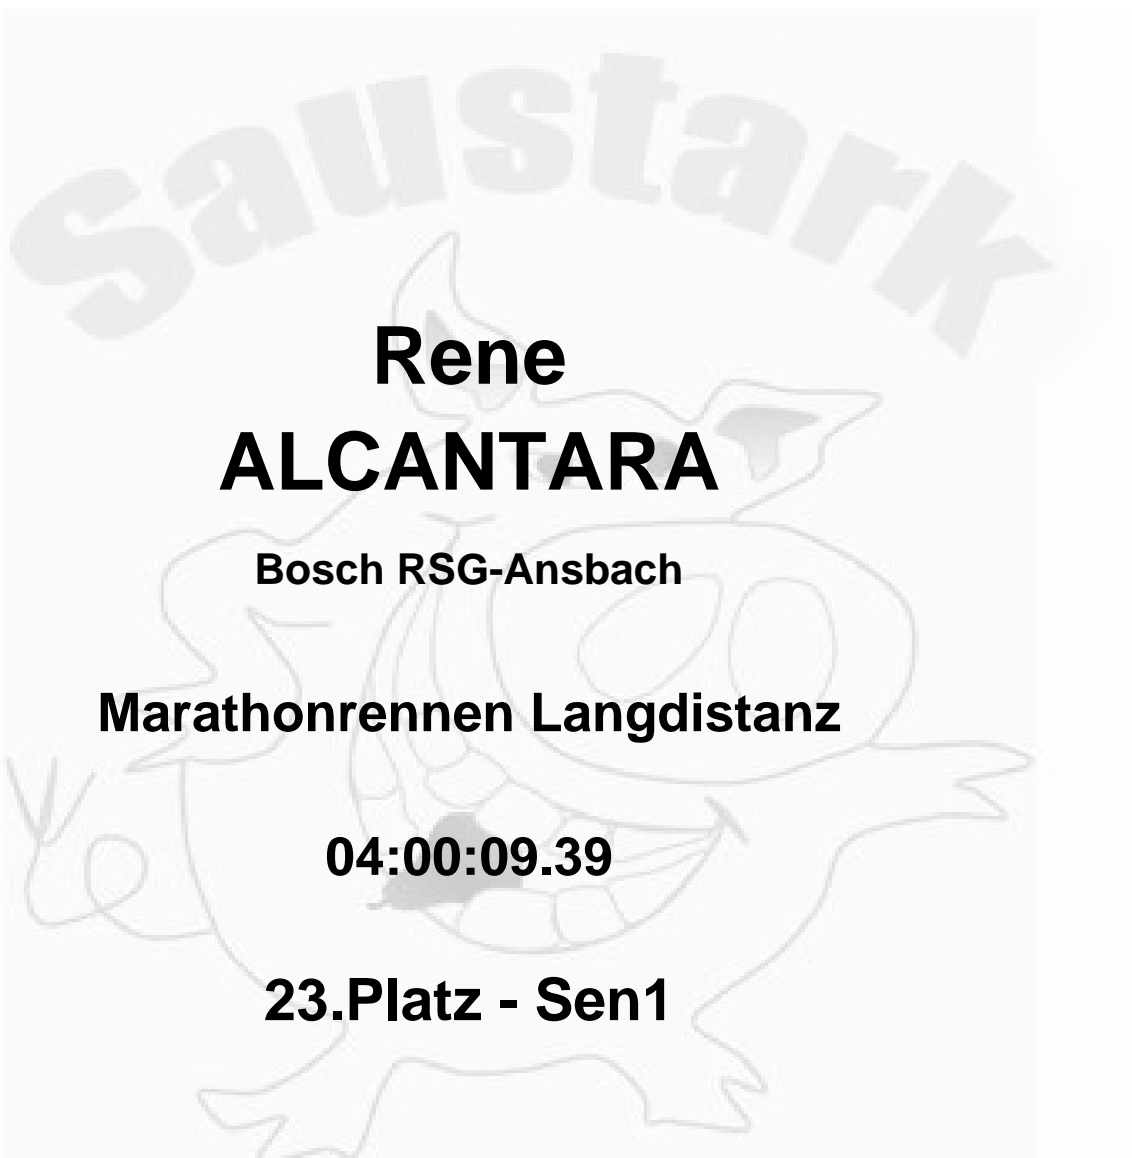 Saustark
Rene
ALCANTARA
Bosch RSG-Ansbach
Marathonrennen Langdistanz
04:00:09.39
23.Platz - Sen1